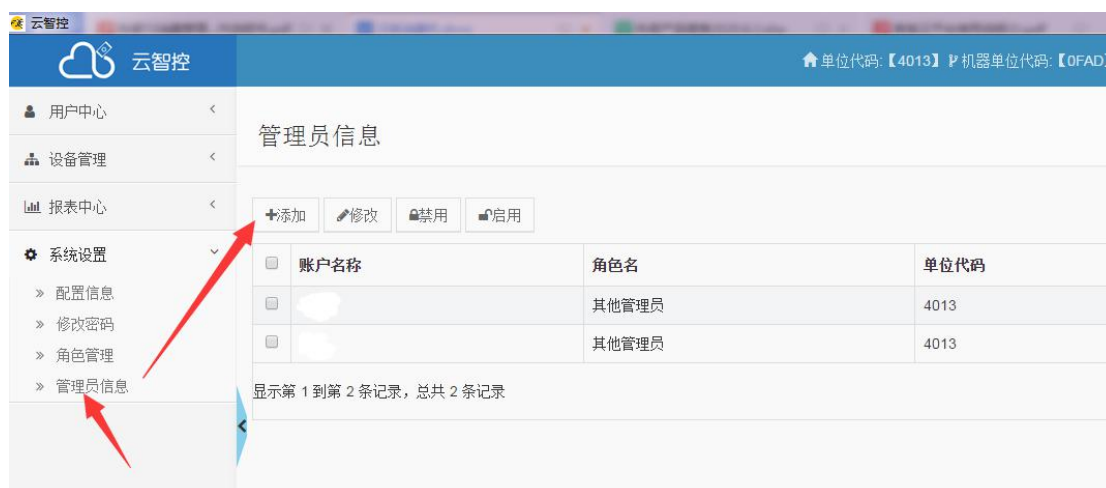 云智控
云智控
单位代码:【4013】 机器单位代码:【0FAD】
用户中心
设备管理
报表中心
系统设置
配置信息
修改密码
角色管理
管理员信息
管理员信息
添加 修改 禁用 启用
账户名称 角色名 单位代码
其他管理员 4013
其他管理员 4013
显示第 1 到第 2 条记录，总共 2 条记录